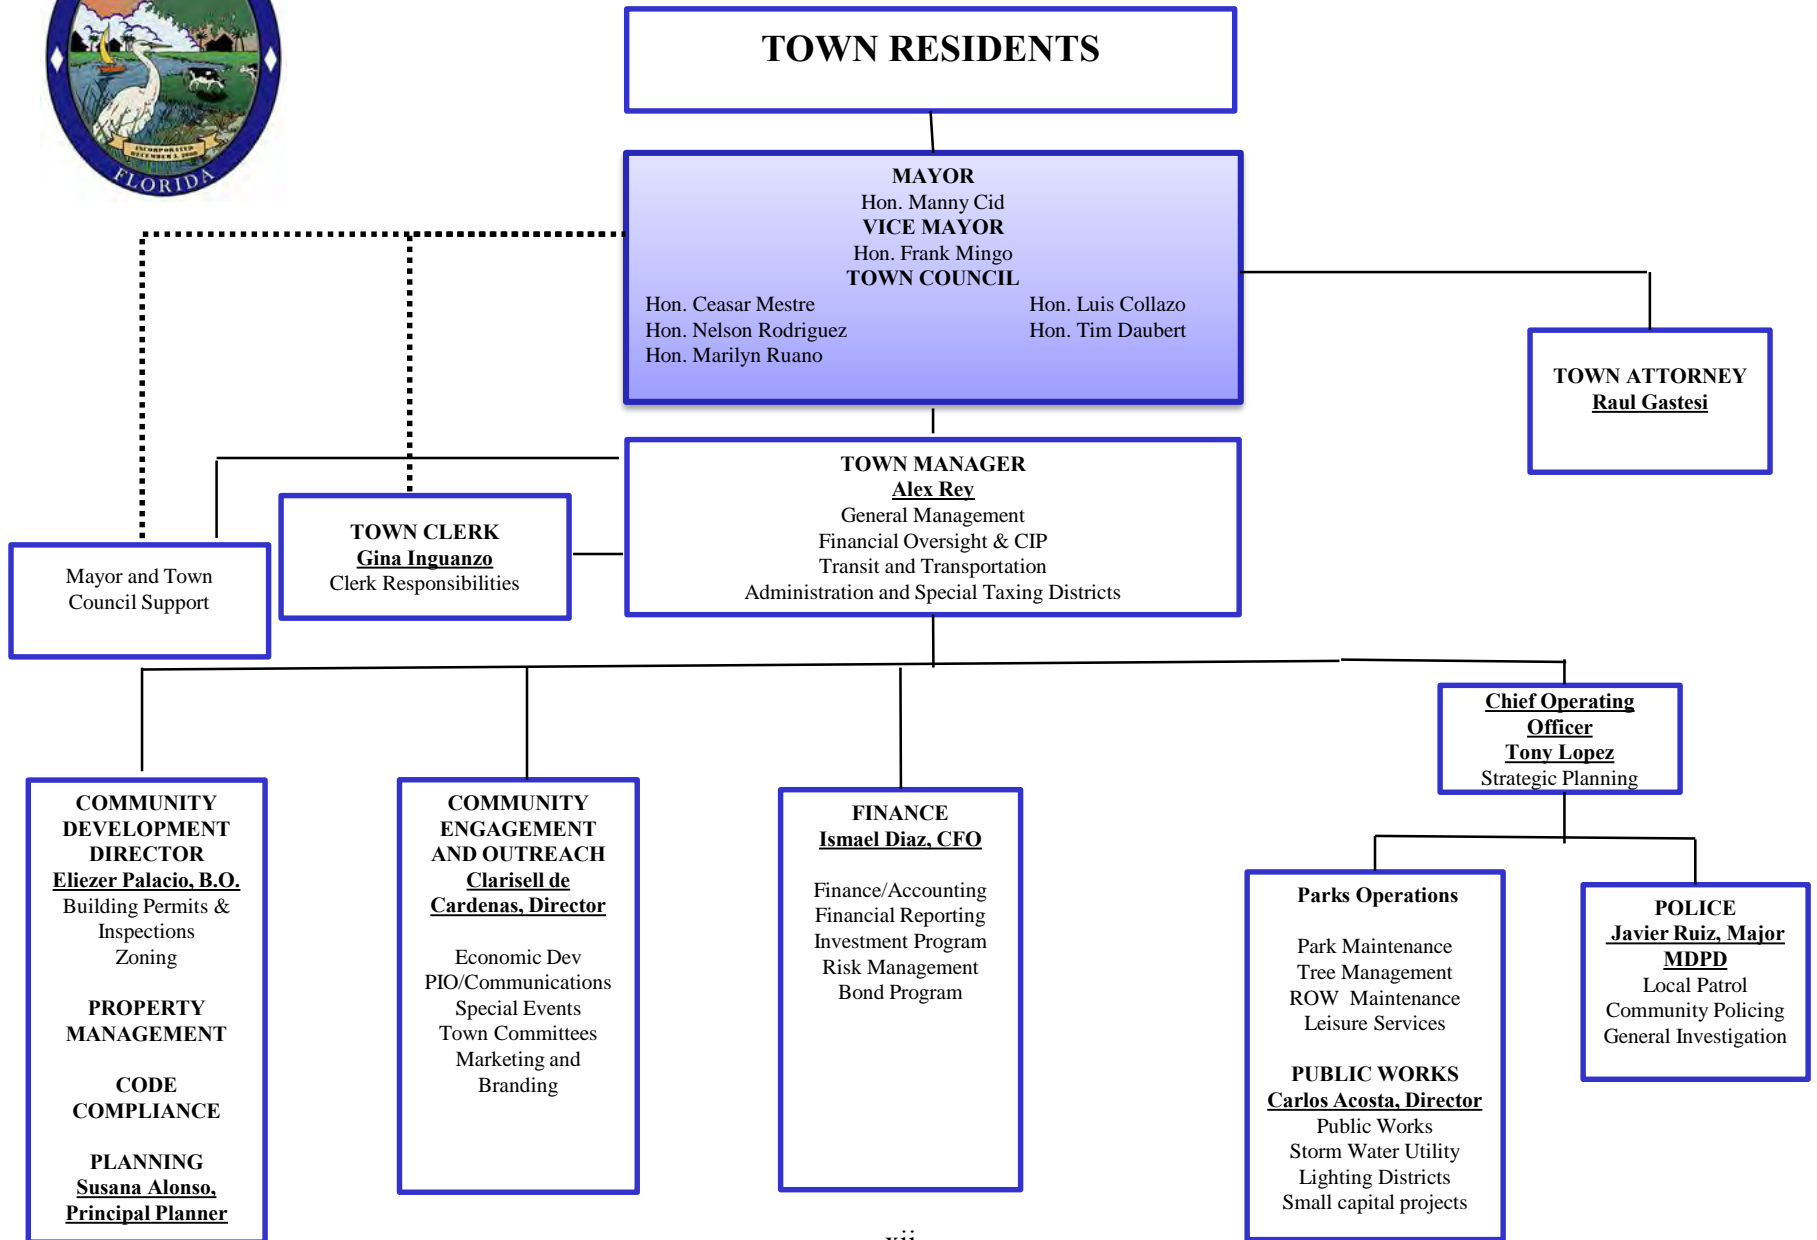 INCORPORATED
DECEMBER 5, 2000
FLORIDA
TOWN RESIDENTS
MAYOR
Hon. Manny Cid
VICE MAYOR
Hon. Frank Mingo
TOWN COUNCIL
Hon. Ceasar Mestre
Hon. Luis Collazo
Hon. Nelson Rodriguez
Hon. Tim Daubert
Hon. Marilyn Ruano
TOWN ATTORNEY
Raul Gastesi
TOWN MANAGER
Alex Rey
General Management
Financial Oversight & CIP
Transit and Transportation
Administration and Special Taxing Districts
TOWN CLERK
Gina Inguanzo
Clerk Responsibilities
Mayor and Town
Council Support
Chief Operating
Officer
Tony Lopez
Strategic Planning
COMMUNITY
DEVELOPMENT
DIRECTOR
Eliezer Palacio, B.O.
Building Permits &
Inspections
Zoning
PROPERTY
MANAGEMENT
CODE
COMPLIANCE
PLANNING
Susana Alonso,
Principal Planner
COMMUNITY
ENGAGEMENT
AND OUTREACH
Clarisell de
Cardenas, Director
Economic Dev
PIO/Communications
Special Events
Town Committees
Marketing and
Branding
FINANCE
Ismael Diaz, CFO
Finance/Accounting
Financial Reporting
Investment Program
Risk Management
Bond Program
Parks Operations
Park Maintenance
Tree Management
ROW Maintenance
Leisure Services
PUBLIC WORKS
Carlos Acosta, Director
Public Works
Storm Water Utility
Lighting Districts
Small capital projects
POLICE
Javier Ruiz, Major
MDPD
Local Patrol
Community Policing
General Investigation
xii